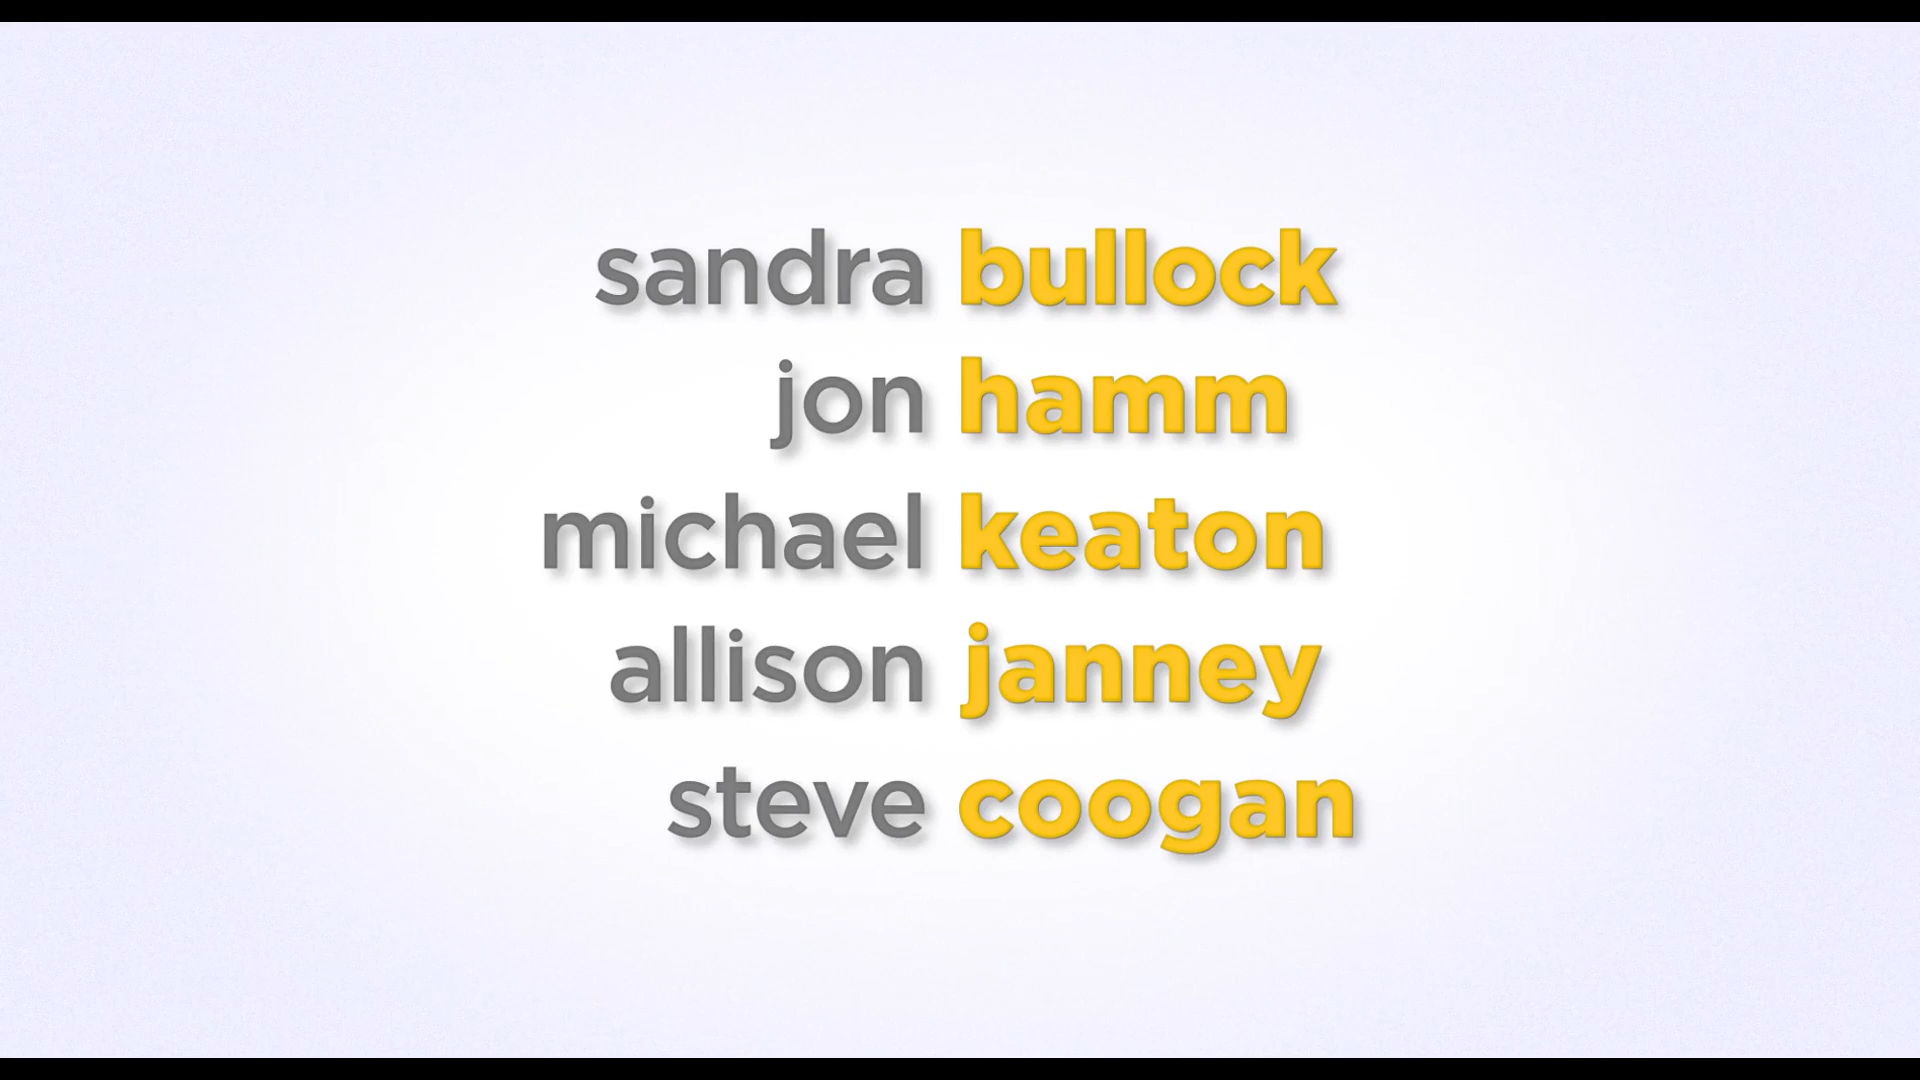 sandra bullock
jon hamm
michael keaton
allison janney
steve coogan